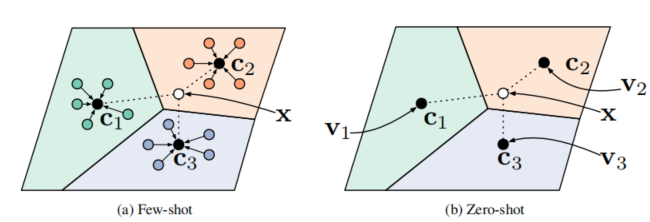 c1
c2
c3
x
(a) Few-shot
v1
c1
c2
v2
x
c3
v3
(b) Zero-shot